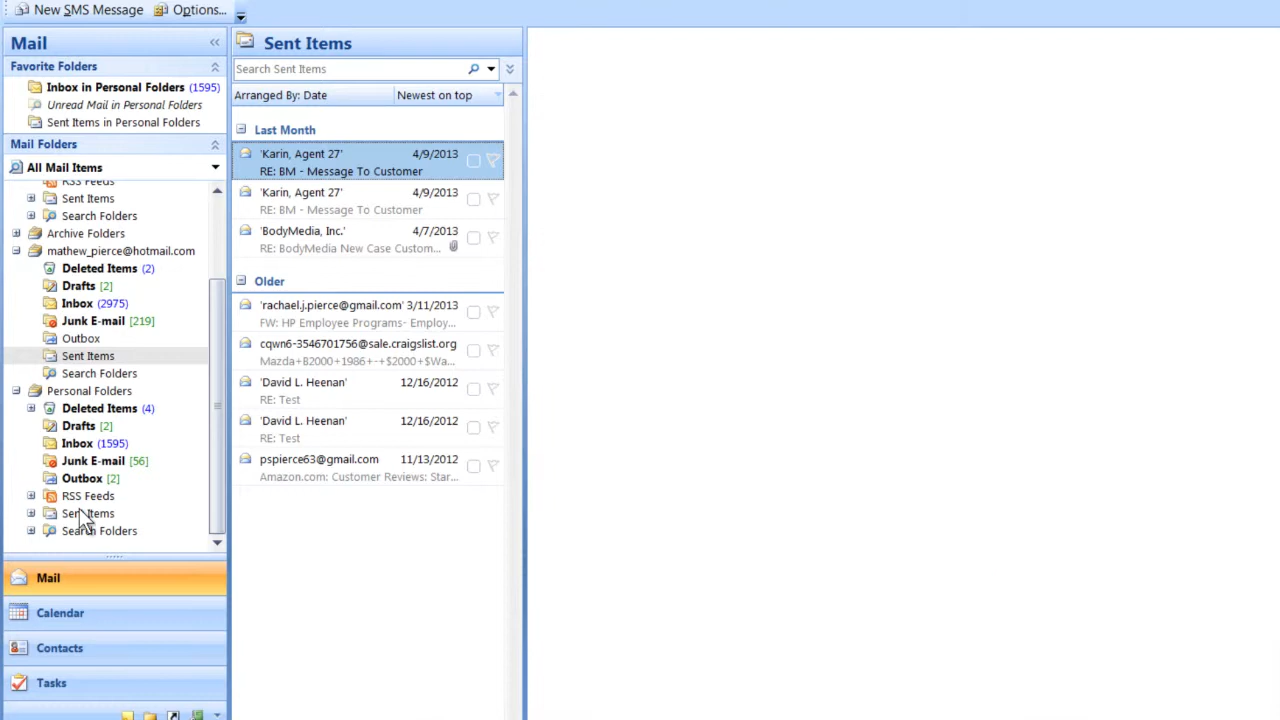 New SMS Message Options...
Mail «
Favorite Folders
Inbox in Personal Folders (1595)
Unread Mail in Personal Folders
Sent Items in Personal Folders
Mail Folders
All Mail Items
RSS Feeds
Sent Items
Search Folders
Archive Folders
mathew_pierce@hotmail.com
Deleted Items (2)
Drafts [2]
Inbox (2975)
Junk E-mail [219]
Outbox
Sent Items
Search Folders
Personal Folders
Deleted Items (4)
Drafts [2]
Inbox (1595)
Junk E-mail [56]
Outbox [2]
RSS Feeds
Sent Items
Search Folders
Mail
Calendar
Contacts
Tasks
Sent Items
Search Sent Items
Arranged By: Date Newest on top
Last Month
'Karin, Agent 27' 4/9/2013
RE: BM - Message To Customer
'Karin, Agent 27' 4/9/2013
RE: BM - Message To Customer
'BodyMedia, Inc.' 4/7/2013
RE: BodyMedia New Case Custom...
Older
'rachael.j.pierce@gmail.com' 3/11/2013
FW: HP Employee Programs- Employ...
cqwn6-3546701756@sale.craigslist.org
Mazda+B2000+1986+-+$2000+$Wa...
'David L. Heenan' 12/16/2012
RE: Test
'David L. Heenan' 12/16/2012
RE: Test
pspierce63@gmail.com 11/13/2012
Amazon.com: Customer Reviews: Star...